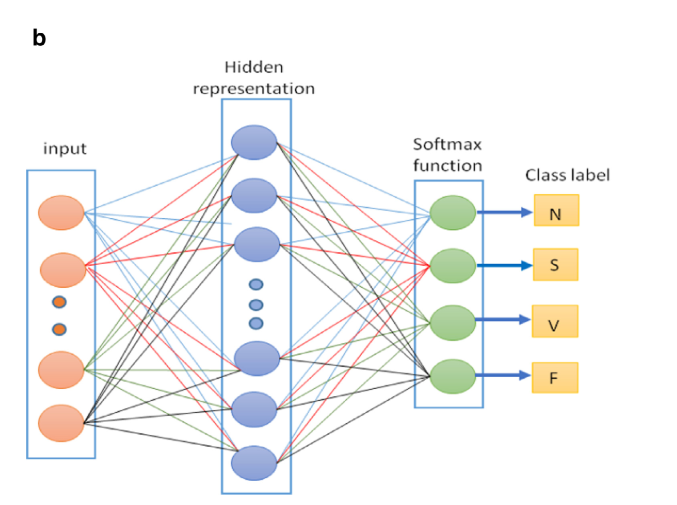 b
Hidden
representation
input
Softmax
function
Class label
N
S
V
F